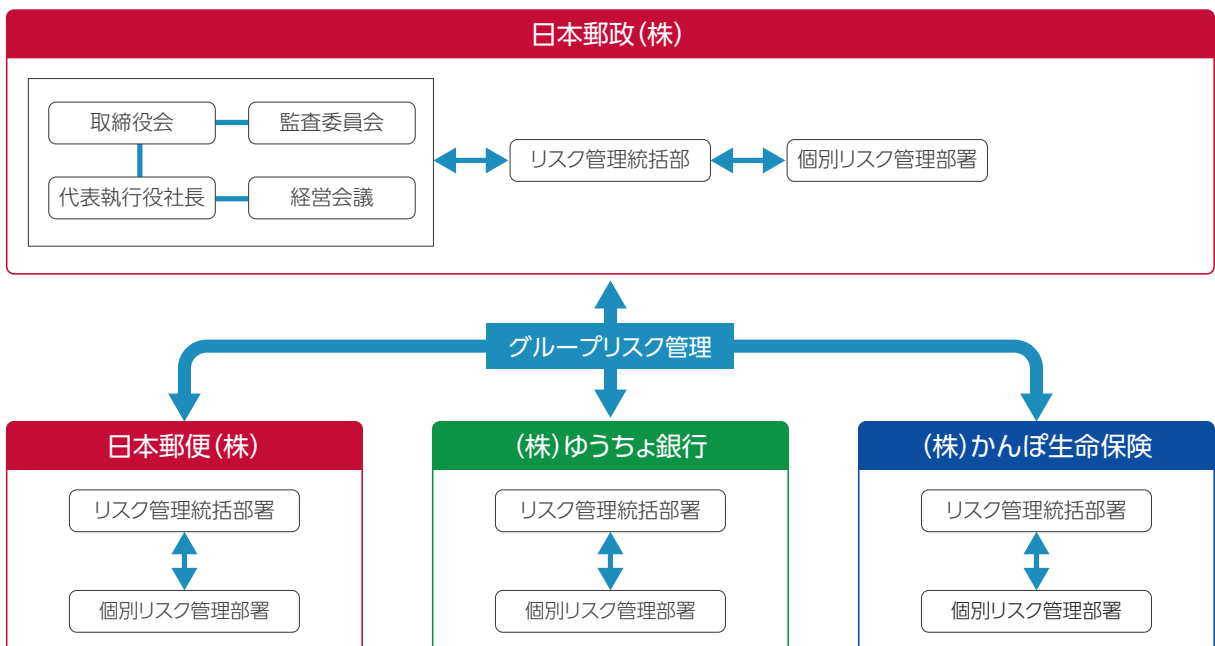 日本郵政(株)
取締役会
監査委員会
代表執行役社長
経営会議
リスク管理統括部
個別リスク管理部署
グループリスク管理
日本郵便(株)
リスク管理統括部署
個別リスク管理部署
(株)ゆうちょ銀行
リスク管理統括部署
個別リスク管理部署
(株)かんぽ生命保険
リスク管理統括部署
個別リスク管理部署